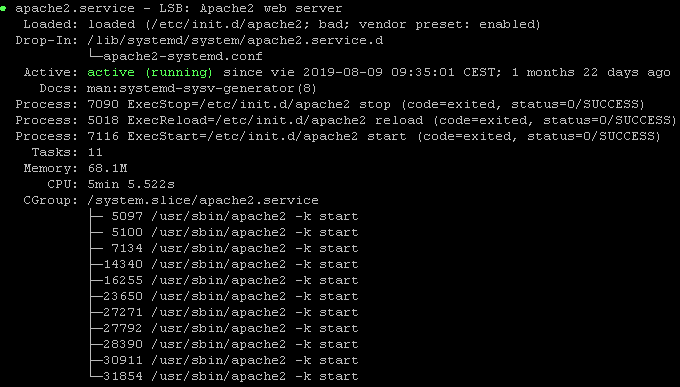 ● apache2.service - LSB: Apache2 web server
Loaded: loaded (/etc/init.d/apache2; bad; vendor preset: enabled)
Drop-In: /lib/systemd/system/apache2.service.d
└─apache2-systemd.conf
Active: active (running) since vie 2019-08-09 09:35:01 CEST; 1 months 22 days ago
Docs: man:systemd-sysv-generator(8)
Process: 7090 ExecStop=/etc/init.d/apache2 stop (code=exited, status=0/SUCCESS)
Process: 5018 ExecReload=/etc/init.d/apache2 reload (code=exited, status=0/SUCCESS)
Process: 7116 ExecStart=/etc/init.d/apache2 start (code=exited, status=0/SUCCESS)
Tasks: 11
Memory: 68.1M
CPU: 5min 5.522s
CGroup: /system.slice/apache2.service
├─ 5097 /usr/sbin/apache2 -k start
├─ 5100 /usr/sbin/apache2 -k start
├─ 7134 /usr/sbin/apache2 -k start
├─14340 /usr/sbin/apache2 -k start
├─16255 /usr/sbin/apache2 -k start
├─23650 /usr/sbin/apache2 -k start
├─27271 /usr/sbin/apache2 -k start
├─27792 /usr/sbin/apache2 -k start
├─28390 /usr/sbin/apache2 -k start
├─30911 /usr/sbin/apache2 -k start
└─31854 /usr/sbin/apache2 -k start